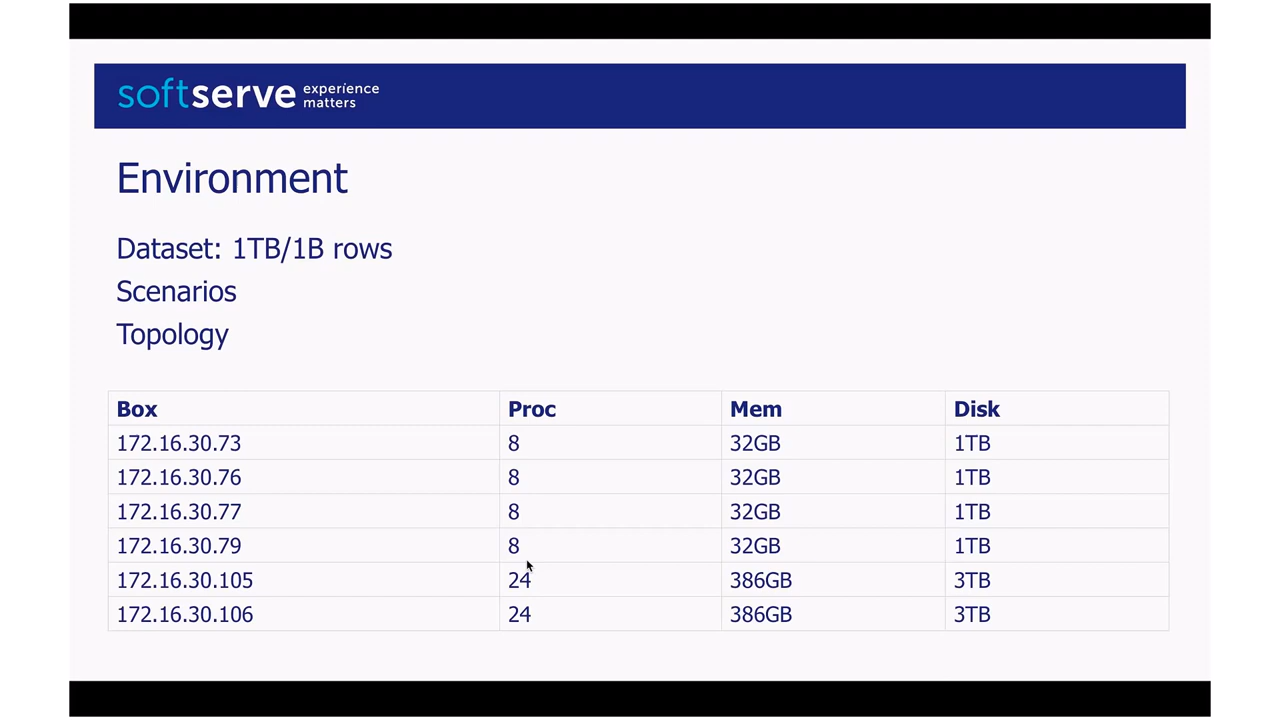 softserve experience matters
Environment
Dataset: 1TB/1B rows
Scenarios
Topology
Box Proc Mem Disk
172.16.30.73 8 32GB 1TB
172.16.30.76 8 32GB 1TB
172.16.30.77 8 32GB 1TB
172.16.30.79 8 32GB 1TB
172.16.30.105 24 386GB 3TB
172.16.30.106 24 386GB 3TB